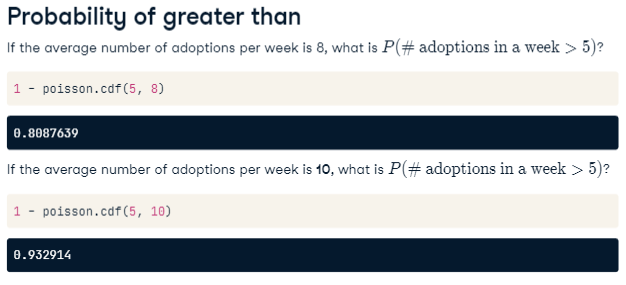 Probability of greater than
If the average number of adoptions per week is 8, what is P(# adoptions in a week > 5)?
1 - poisson.cdf(5, 8)
0.8087639
If the average number of adoptions per week is 10, what is P(# adoptions in a week > 5)?
1 - poisson.cdf(5, 10)
0.932914